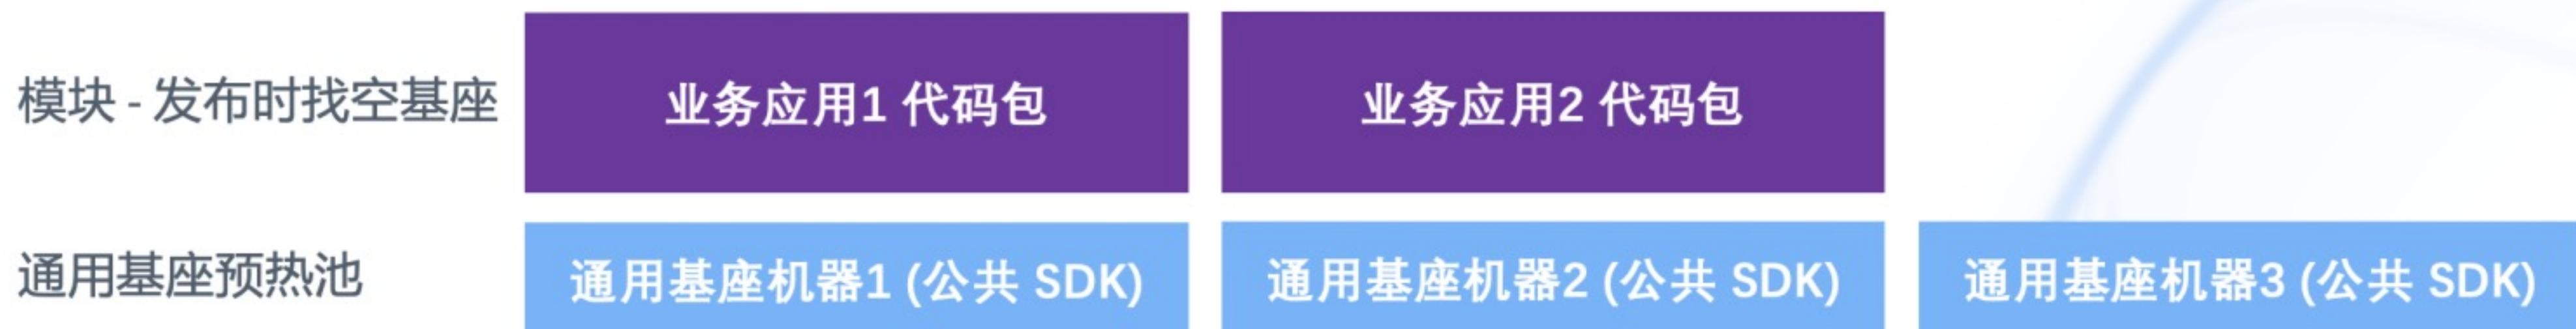 模块 - 发布时找空基座
业务应用1 代码包
业务应用2 代码包
通用基座预热池
通用基座机器1 (公共 SDK)
通用基座机器2 (公共 SDK)
通用基座机器3 (公共 SDK)